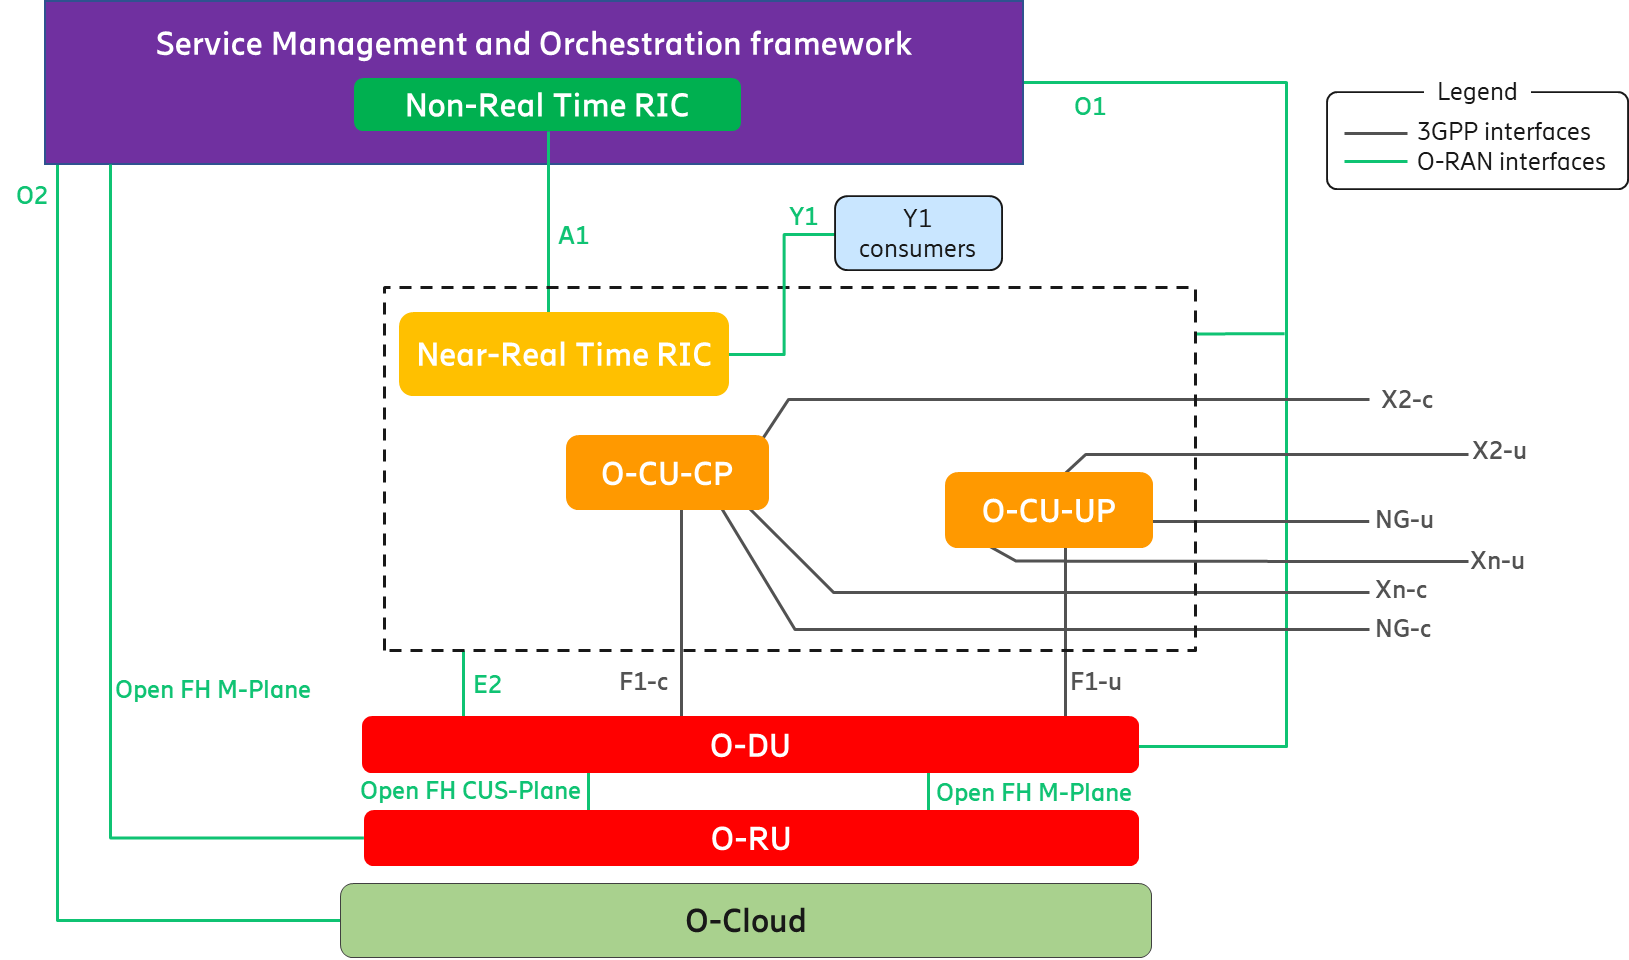 Service Management and Orchestration framework
Non-Real Time RIC
O1
Legend
3GPP interfaces
O-RAN interfaces
O2
A1
Y1
Y1
consumers
Near-Real Time RIC
X2-c
O-CU-CP
X2-u
O-CU-UP
NG-u
Xn-u
Xn-c
NG-c
Open FH M-Plane
E2
F1-c
F1-u
O-DU
Open FH CUS-Plane
Open FH M-Plane
O-RU
O-Cloud